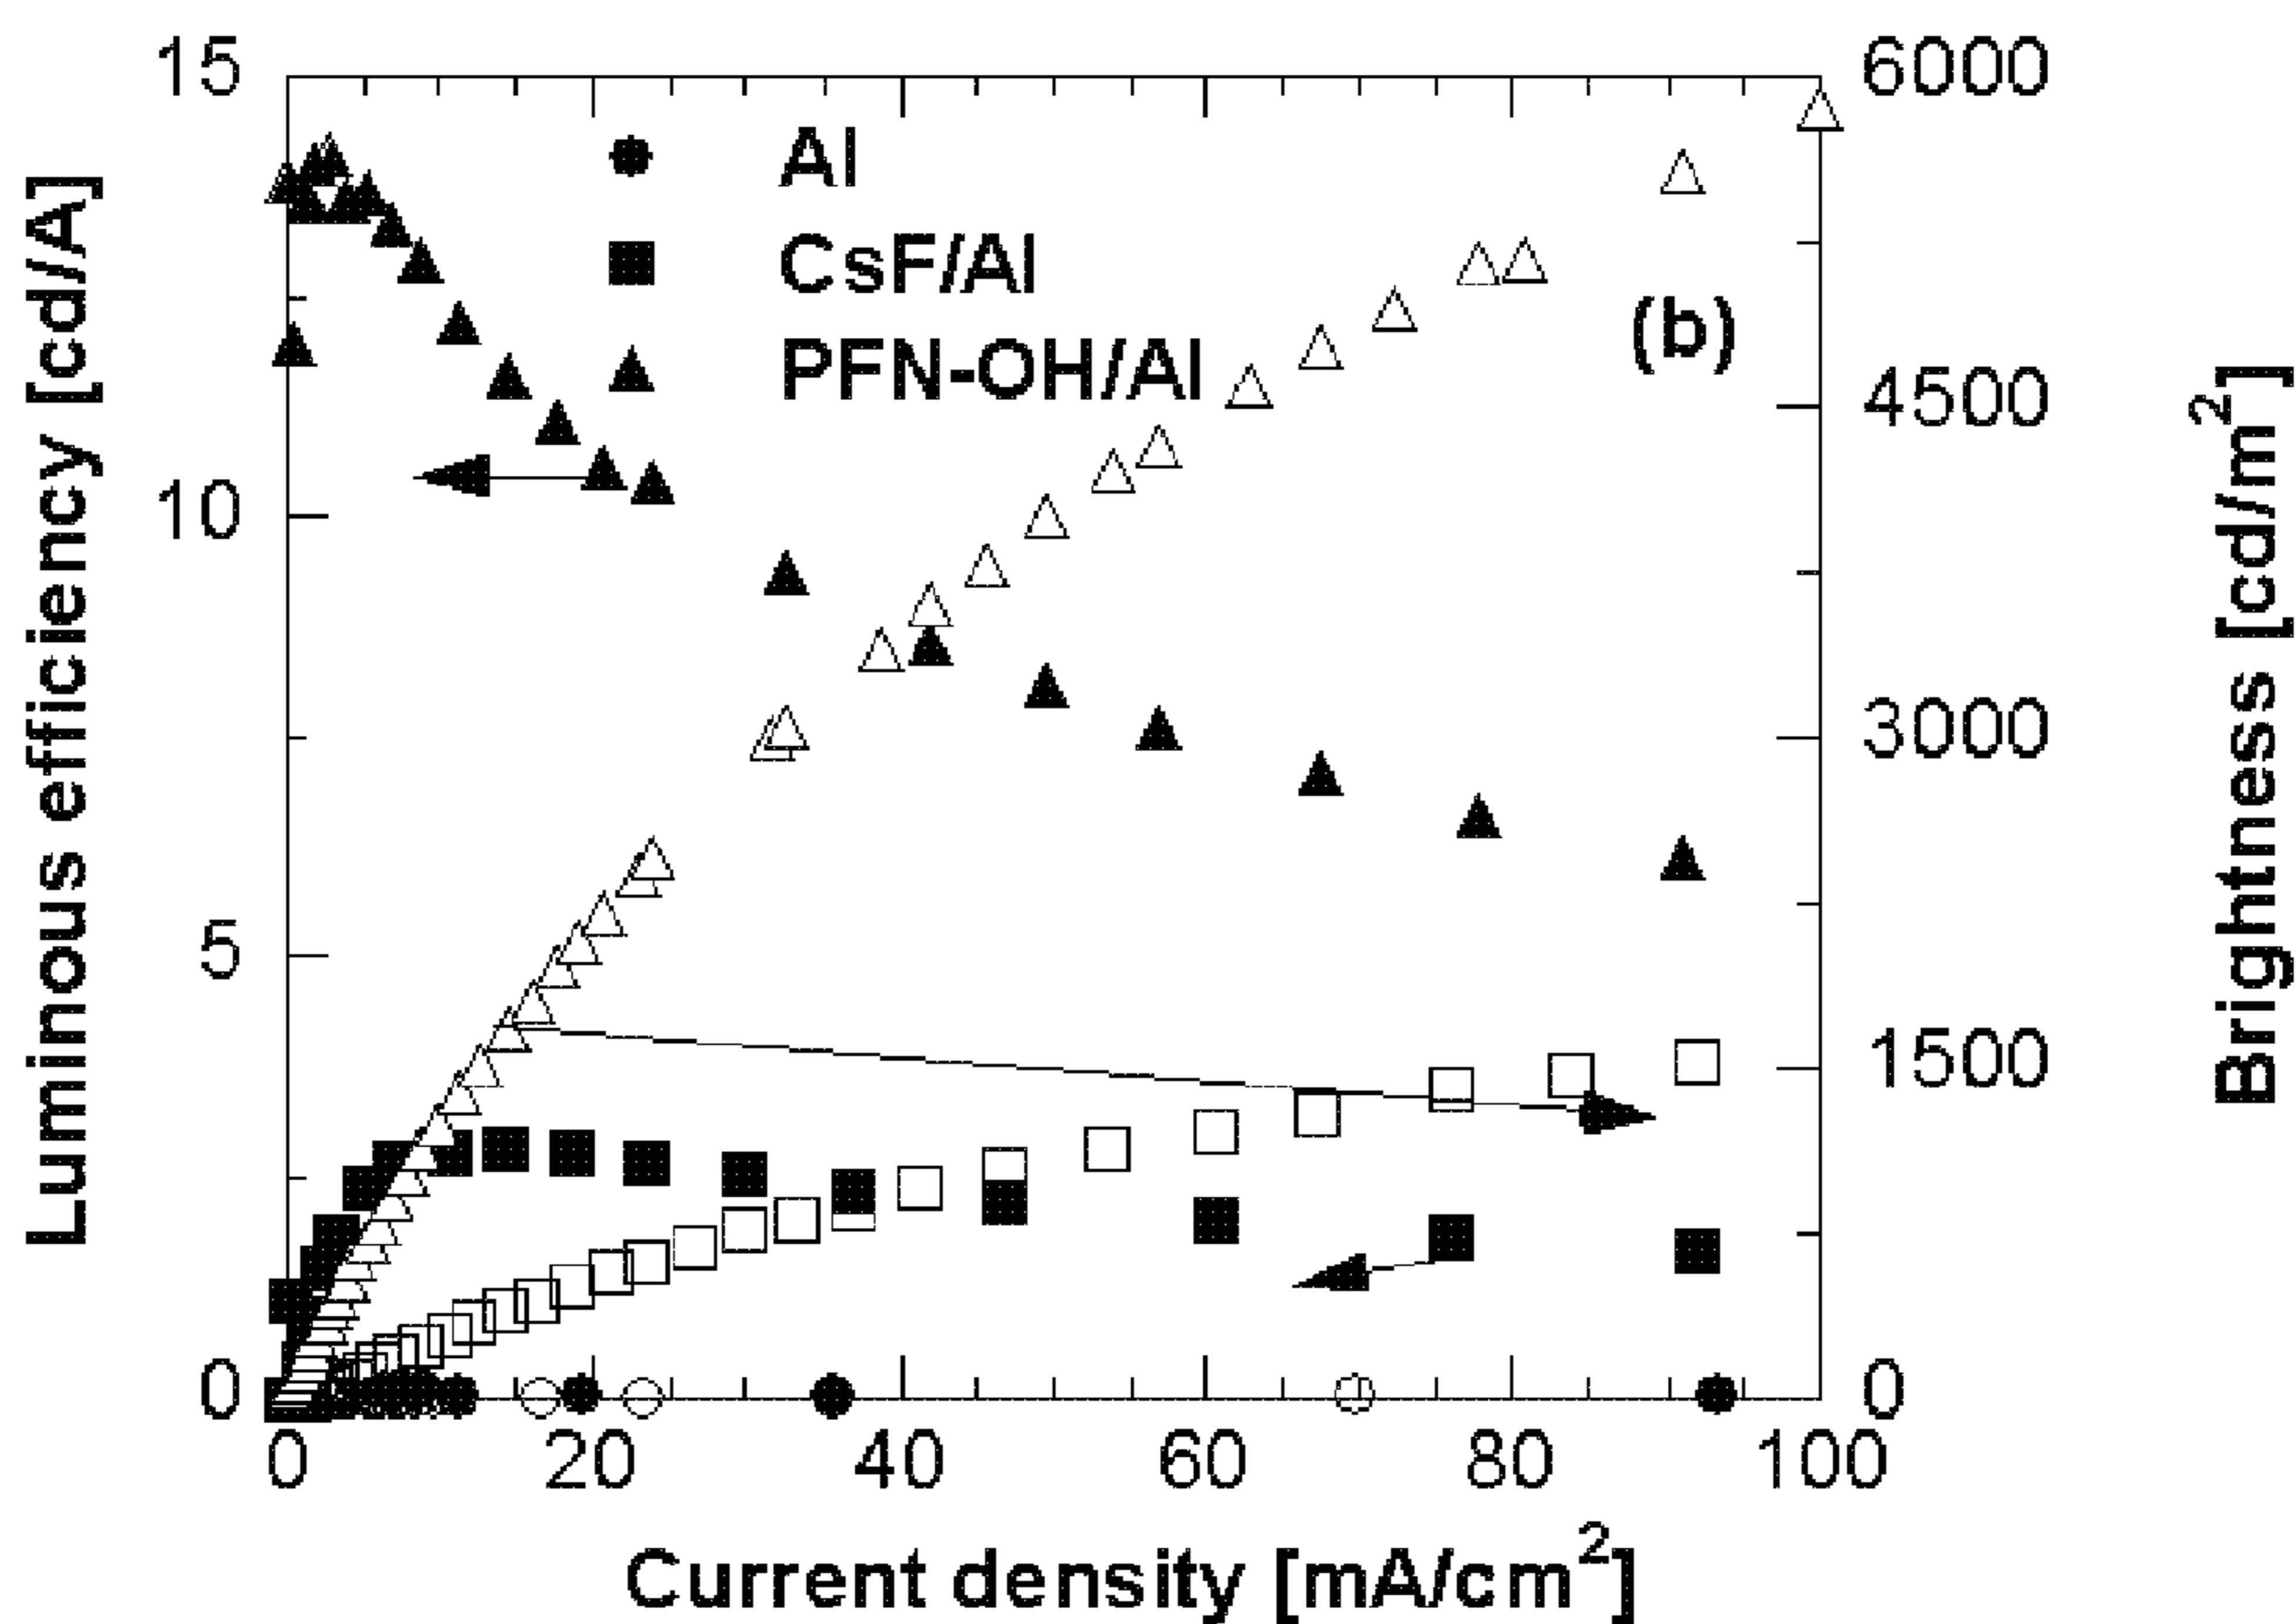 Luminous efficiency [cd/A]
15
10
5
0
Al
CsF/Al
PFN-OH/Al
(b)
6000
4500
3000
1500
0
Brightness [cd/m²]
0 20 40 60 80 100
Current density [mA/cm²]